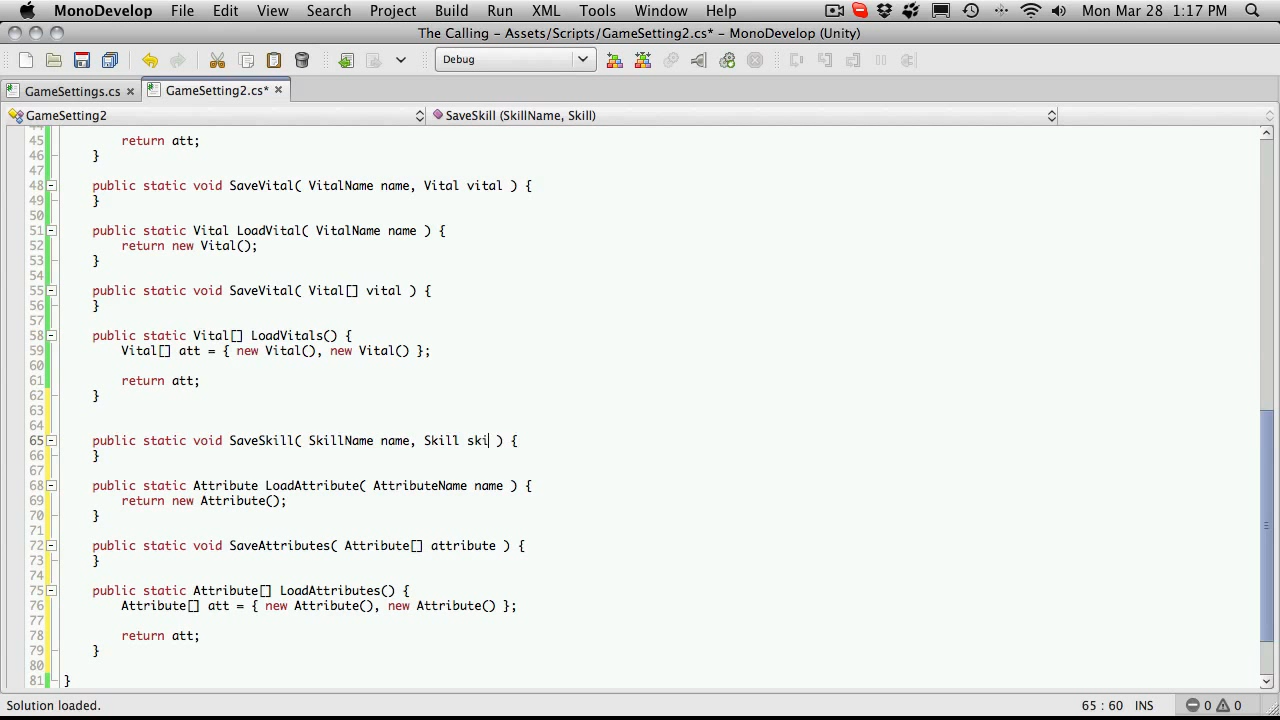 MonoDevelop File Edit View Search Project Build Run XML Tools Window Help Mon Mar 28 1:17 PM
The Calling - Assets/Scripts/GameSetting2.cs* - MonoDevelop (Unity)
Debug
GameSettings.cs × GameSetting2.cs* ×
GameSetting2 SaveSkill (SkillName, Skill)
44
45 return att;
46 }
47
48 public static void SaveVital( VitalName name, Vital vital ) {
49 }
50
51 public static Vital LoadVital( VitalName name ) {
52 return new Vital();
53 }
54
55 public static void SaveVital( Vital[] vital ) {
56 }
57
58 public static Vital[] LoadVitals() {
59 Vital[] att = { new Vital(), new Vital() };
60
61 return att;
62 }
63
64
65 public static void SaveSkill( SkillName name, Skill ski ) {
66 }
67
68 public static Attribute LoadAttribute( AttributeName name ) {
69 return new Attribute();
70 }
71
72 public static void SaveAttributes( Attribute[] attribute ) {
73 }
74
75 public static Attribute[] LoadAttributes() {
76 Attribute[] att = { new Attribute(), new Attribute() };
77
78 return att;
79 }
80
81 }
Solution loaded. 65 : 60 INS 0 0